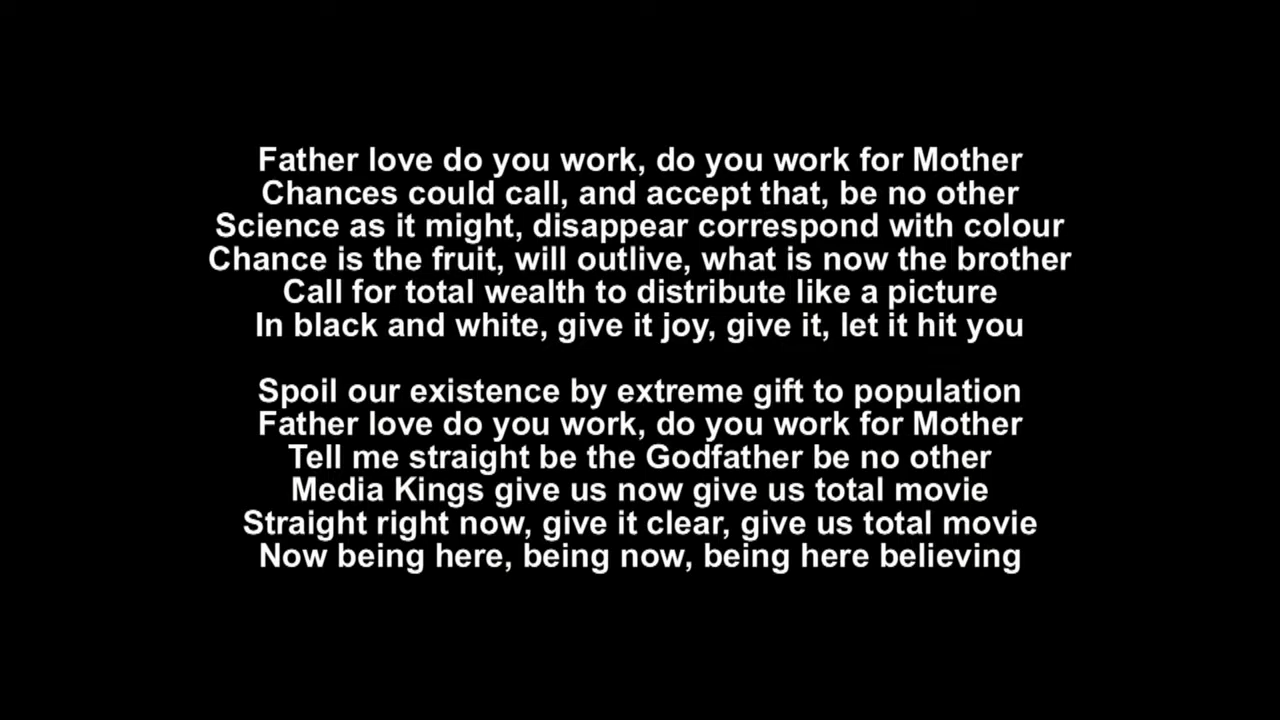 Father love do you work, do you work for Mother
Chances could call, and accept that, be no other
Science as it might, disappear correspond with colour
Chance is the fruit, will outlive, what is now the brother
Call for total wealth to distribute like a picture
In black and white, give it joy, give it, let it hit you
Spoil our existence by extreme gift to population
Father love do you work, do you work for Mother
Tell me straight be the Godfather be no other
Media Kings give us now give us total movie
Straight right now, give it clear, give us total movie
Now being here, being now, being here believing